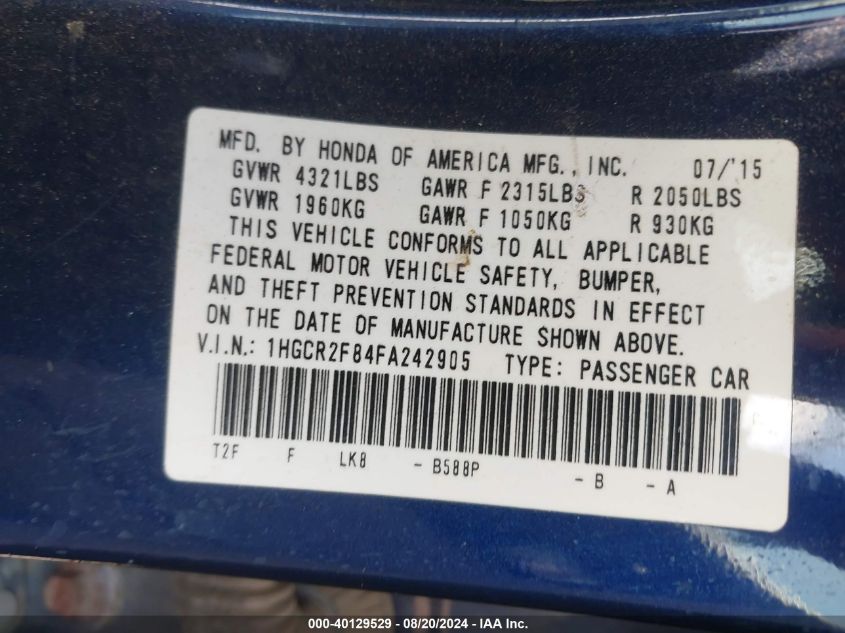 MFD. BY HONDA OF AMERICA MFG., INC. 07/'15
GVWR 4321LBS GAWR F 2315LBS R 2050LBS
GVWR 1960KG GAWR F 1050KG R 930KG
THIS VEHICLE CONFORMS TO ALL APPLICABLE
FEDERAL MOTOR VEHICLE SAFETY, BUMPER,
AND THEFT PREVENTION STANDARDS IN EFFECT
ON THE DATE OF MANUFACTURE SHOWN ABOVE.
V.I.N.: 1HGCR2F84FA242905 TYPE: PASSENGER CAR
T2F F LK8 - B588P - B - A
000-40129529 - 08/20/2024 - IAA Inc.